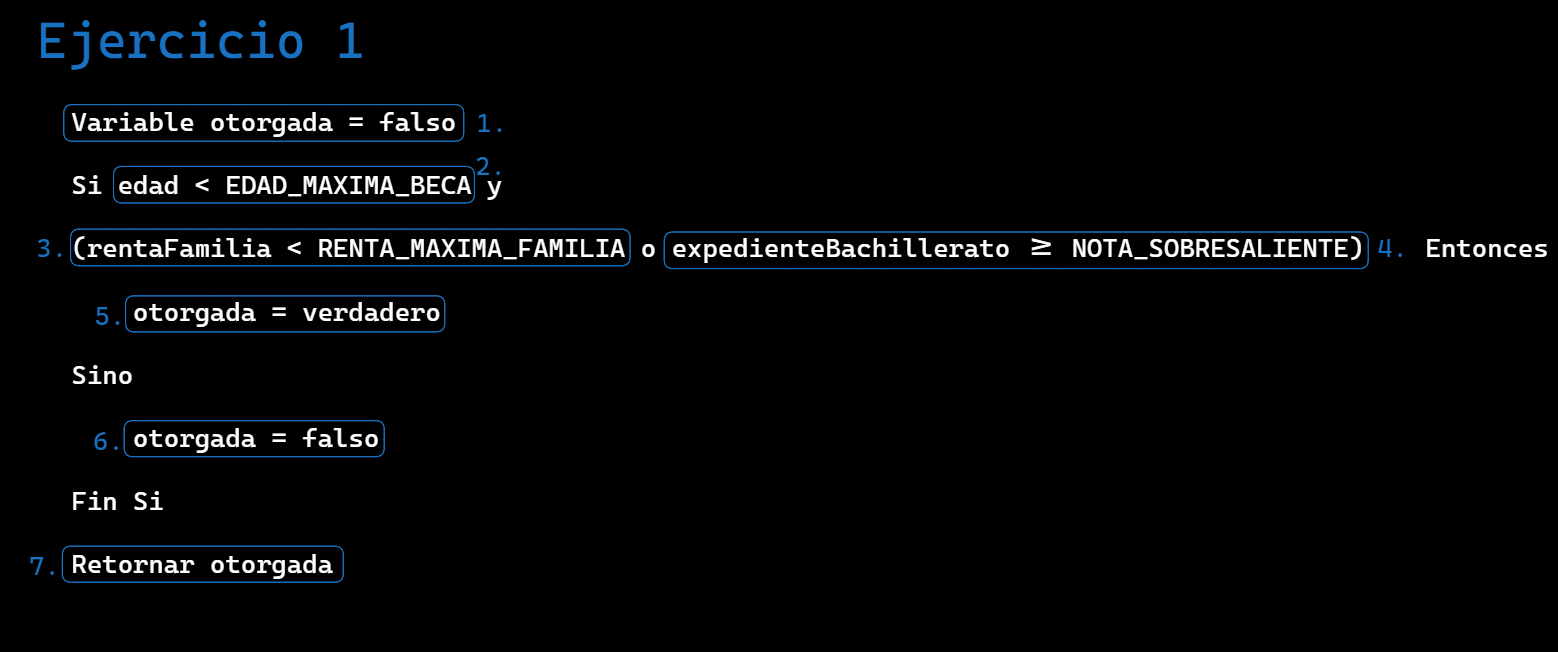 Ejercicio 1
Variable otorgada = falso 1.
2.
Si edad < EDAD_MAXIMA_BECA y
3. (rentaFamilia < RENTA_MAXIMA_FAMILIA o expedienteBachillerato ≥ NOTA_SOBRESALIENTE) 4. Entonces
5. otorgada = verdadero
Sino
6. otorgada = falso
Fin Si
7. Retornar otorgada